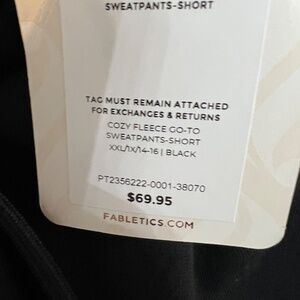 SWEATPANTS-SHORT
TAG MUST REMAIN ATTACHED
FOR EXCHANGES & RETURNS
COZY FLEECE GO-TO
SWEATPANTS-SHORT
XXL/1X/14-16 | BLACK
PT2356222-0001-38070
$69.95
FABLETICS.COM